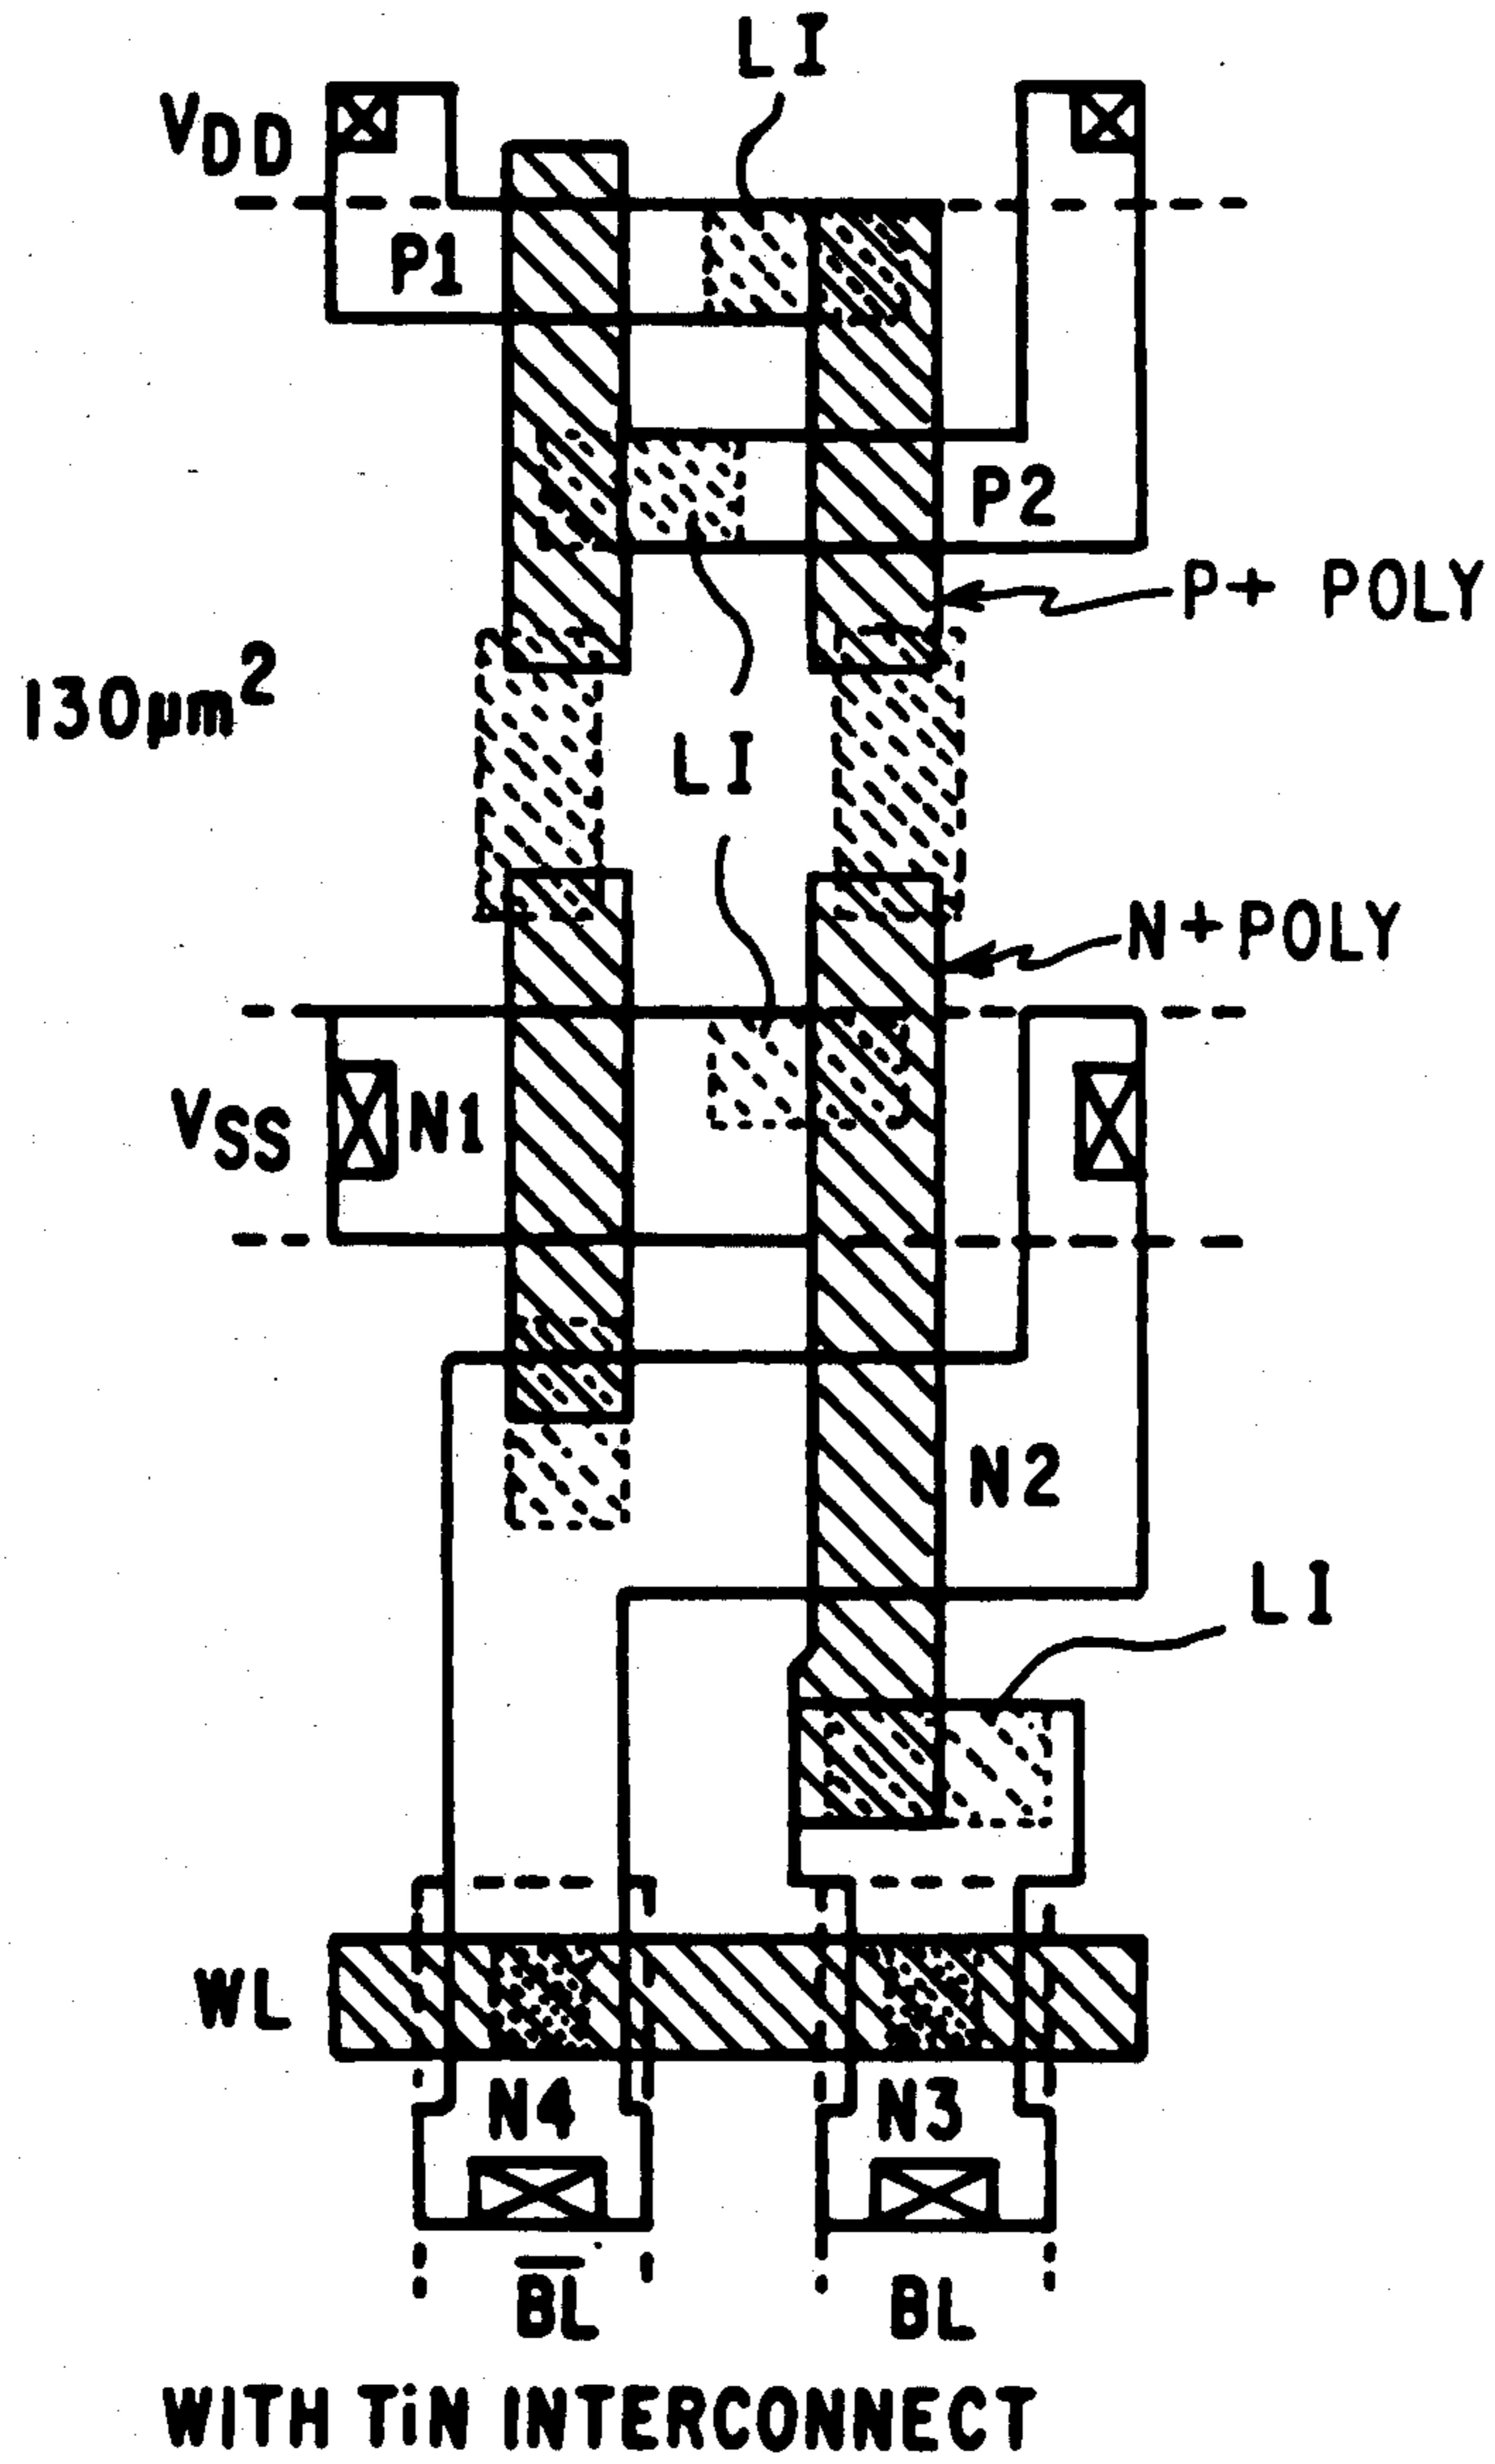 LI
VDD
P1
P2
P+ POLY
130µm²
LI
N+POLY
VSS
N1
N2
LI
WL
N4
N3
B̅L̅
BL
WITH TiN INTERCONNECT